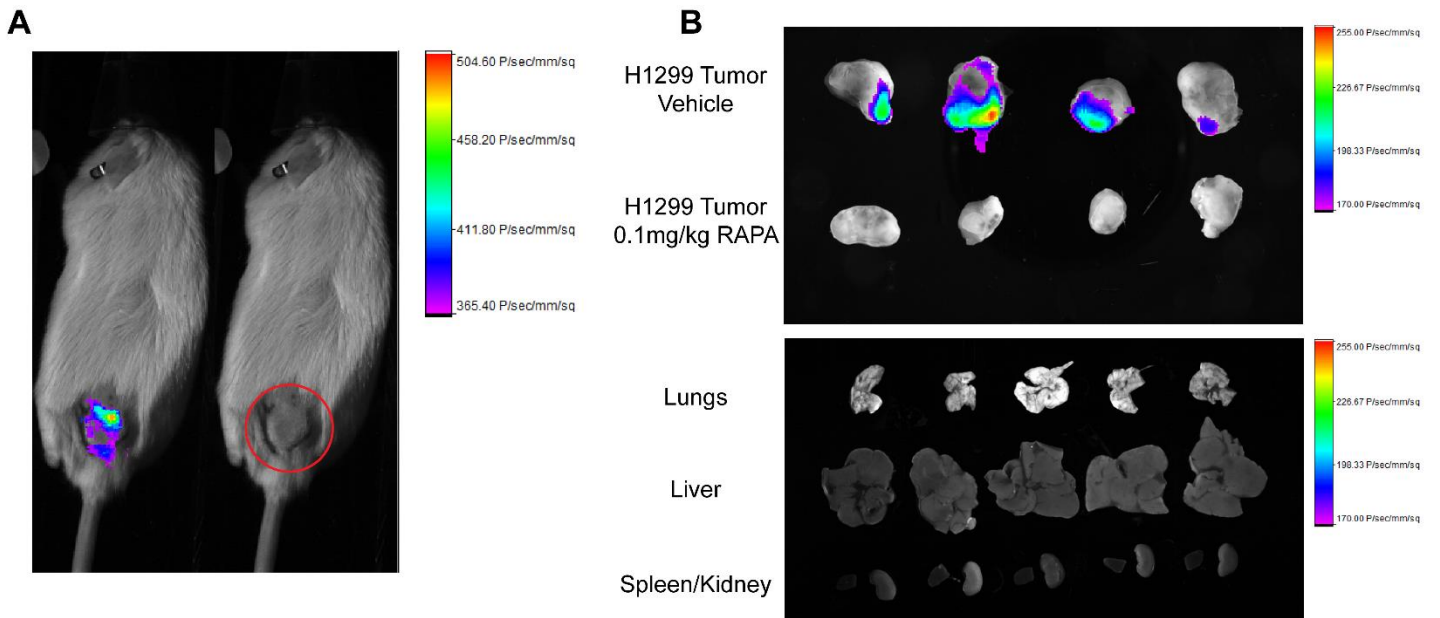 A
504.60 P/sec/mm/sq
458.20 P/sec/mm/sq
411.80 P/sec/mm/sq
365.40 P/sec/mm/sq
B
H1299 Tumor
Vehicle
H1299 Tumor
0.1mg/kg RAPA
255.00 P/sec/mm/sq
226.67 P/sec/mm/sq
198.33 P/sec/mm/sq
170.00 P/sec/mm/sq
Lungs
Liver
Spleen/Kidney
255.00 P/sec/mm/sq
226.67 P/sec/mm/sq
198.33 P/sec/mm/sq
170.00 P/sec/mm/sq